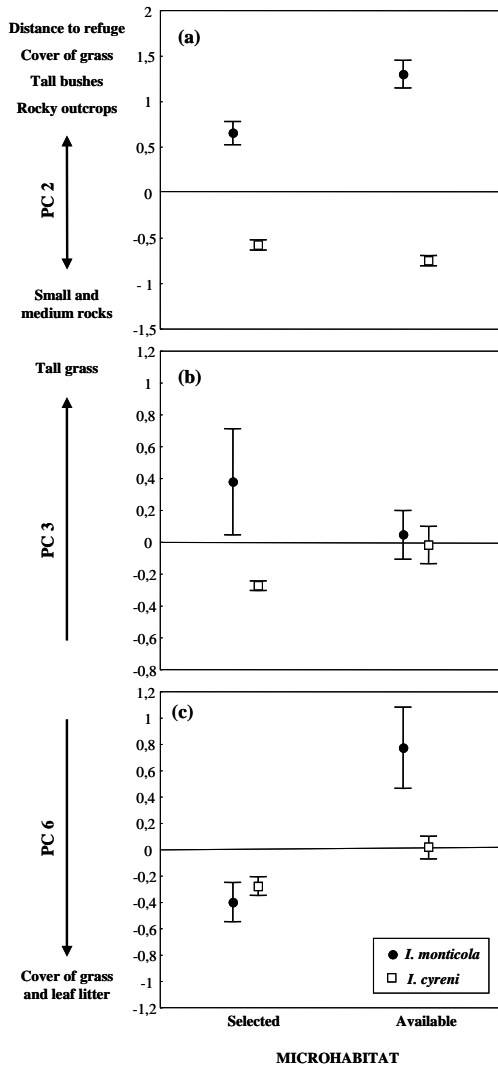 Distance to refuge
Cover of grass
Tall bushes
Rocky outcrops
PC 2
Small and
medium rocks
(a)
2
1,5
1
0,5
0
-0,5
- 1
-1,5
Tall grass
PC 3
(b)
1,2
1
0,8
0,6
0,4
0,2
0
-0,2
-0,4
-0,6
-0,8
PC 6
Cover of grass
and leaf litter
(c)
1,2
1
0,8
0,6
0,4
0,2
0
-0,2
-0,4
-0,6
-0,8
-1
-1,2
I. monticola
I. cyreni
Selected
Available
MICROHABITAT